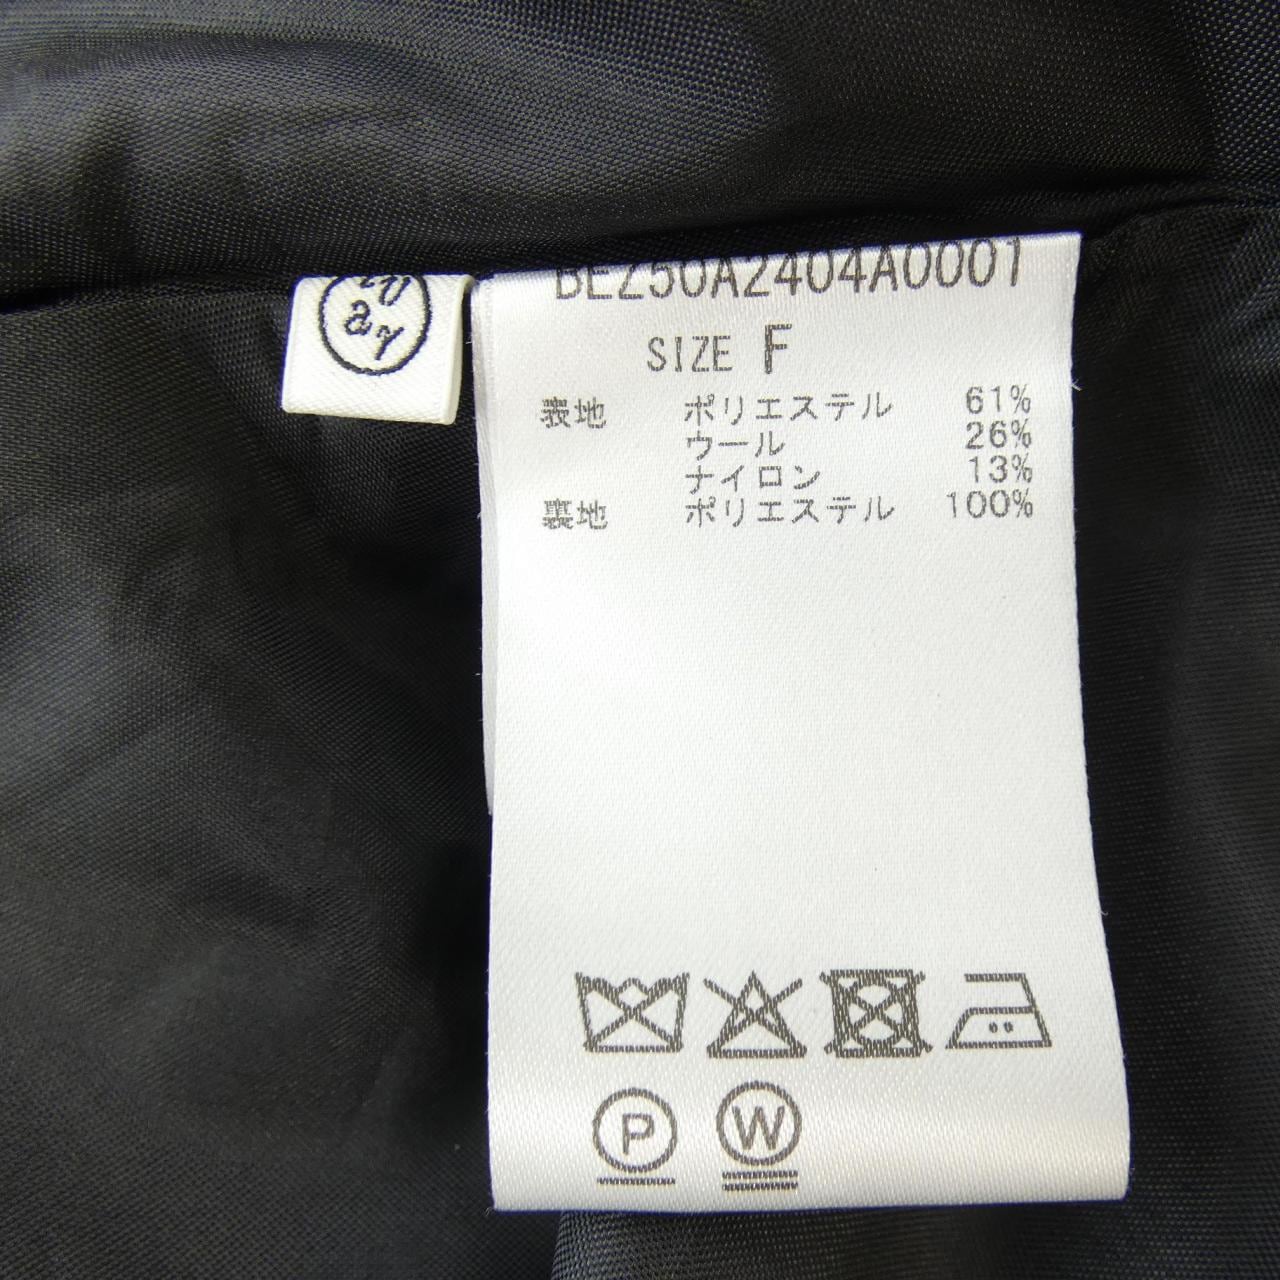 BEZ50A2404A0001
SIZE F
表地 ポリエステル 61%
ウール 26%
ナイロン 13%
裏地 ポリエステル 100%
P W